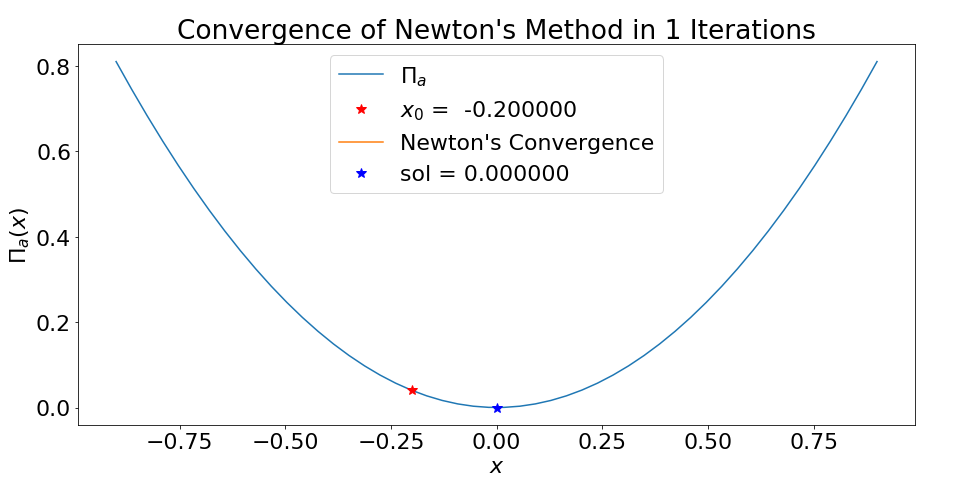 Convergence of Newton's Method in 1 Iterations
Πₐ
x₀ = -0.200000
Newton's Convergence
sol = 0.000000
Πₐ(x)
0.8
0.6
0.4
0.2
0.0
−0.75 −0.50 −0.25 0.00 0.25 0.50 0.75
x